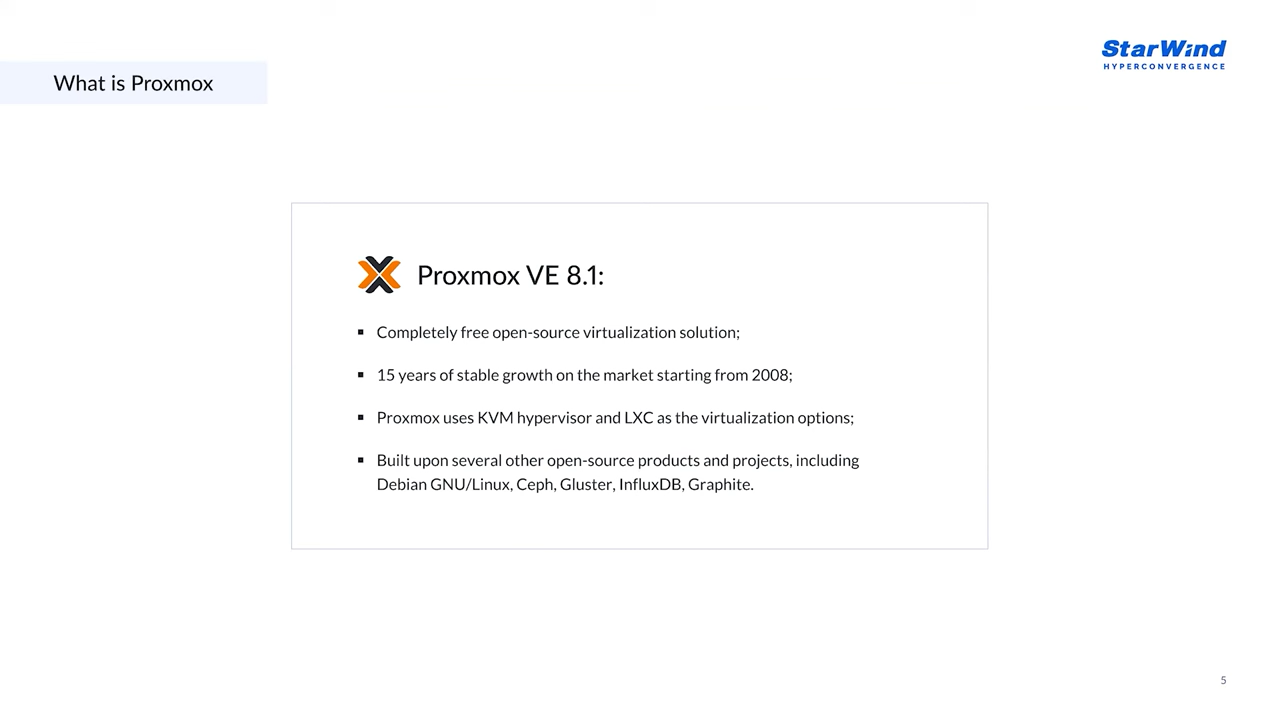 StarWind
HYPERCONVERGENCE
What is Proxmox
Proxmox VE 8.1:
▪ Completely free open-source virtualization solution;
▪ 15 years of stable growth on the market starting from 2008;
▪ Proxmox uses KVM hypervisor and LXC as the virtualization options;
▪ Built upon several other open-source products and projects, including
Debian GNU/Linux, Ceph, Gluster, InfluxDB, Graphite.
5